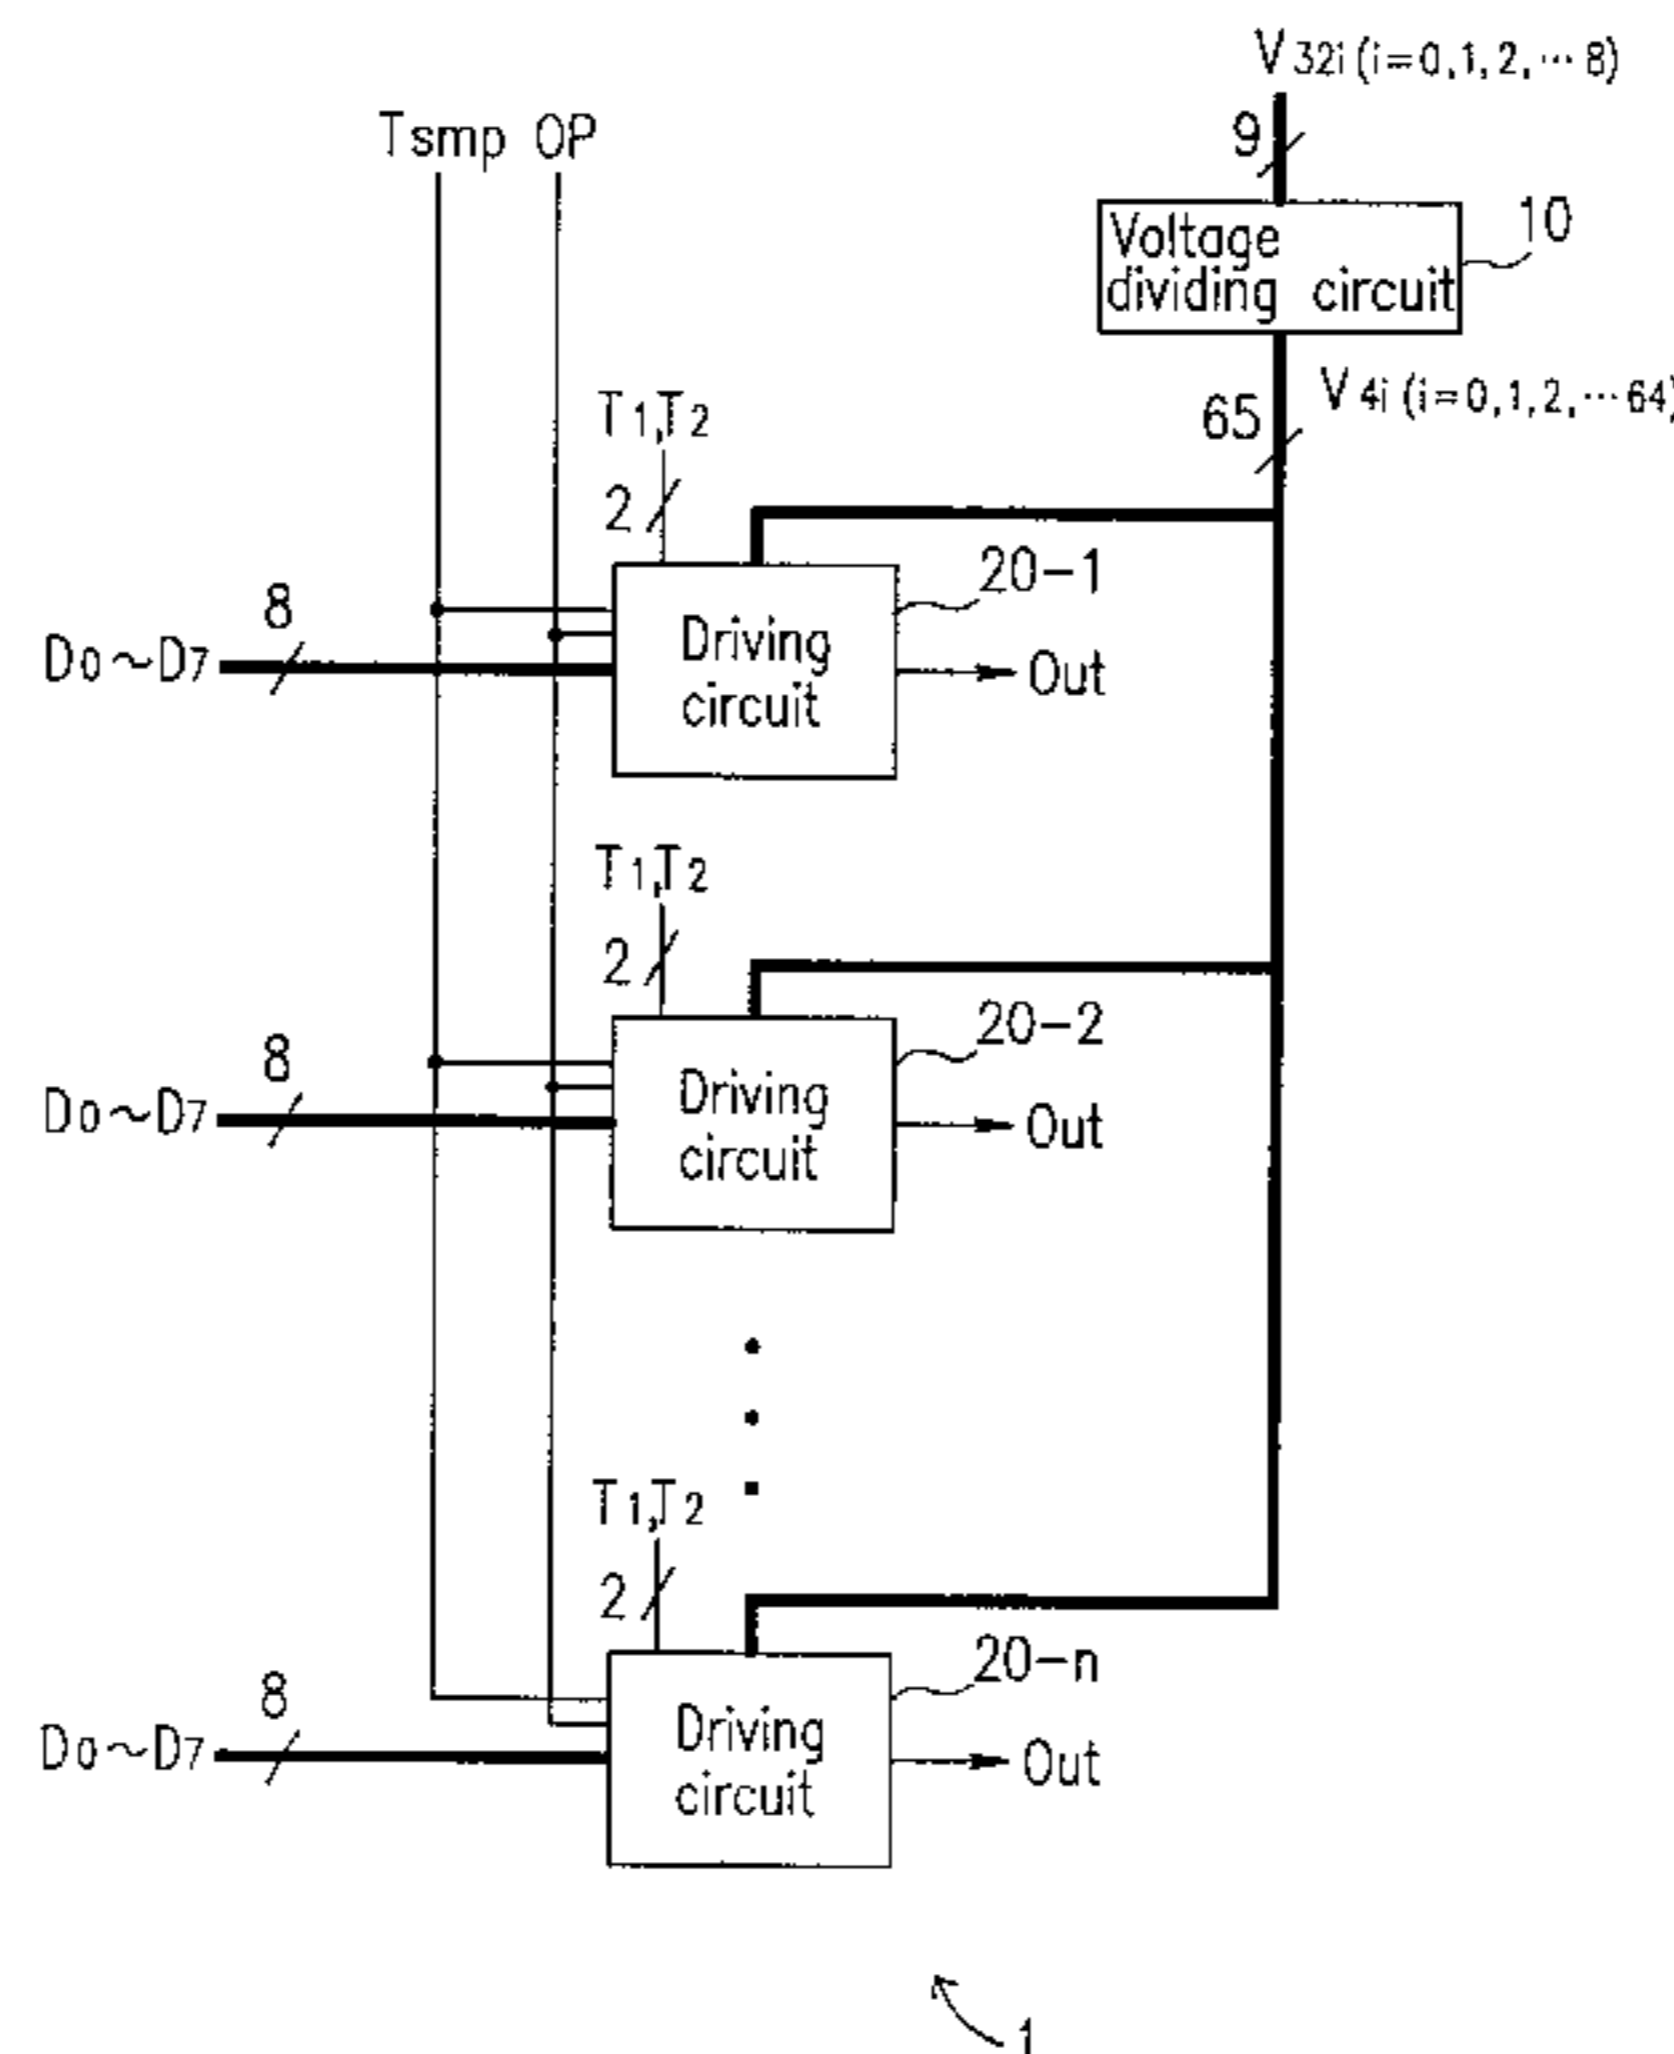 V32i (i=0,1,2,…8)
Tsmp OP
9
Voltage
dividing circuit
10
V4i (i=0,1,2,…64)
65
T1,T2
2
20-1
8
D0~D7
Driving
circuit
Out
T1,T2
2
20-2
8
D0~D7
Driving
circuit
Out
T1,T2
2
20-n
8
D0~D7
Driving
circuit
Out
1